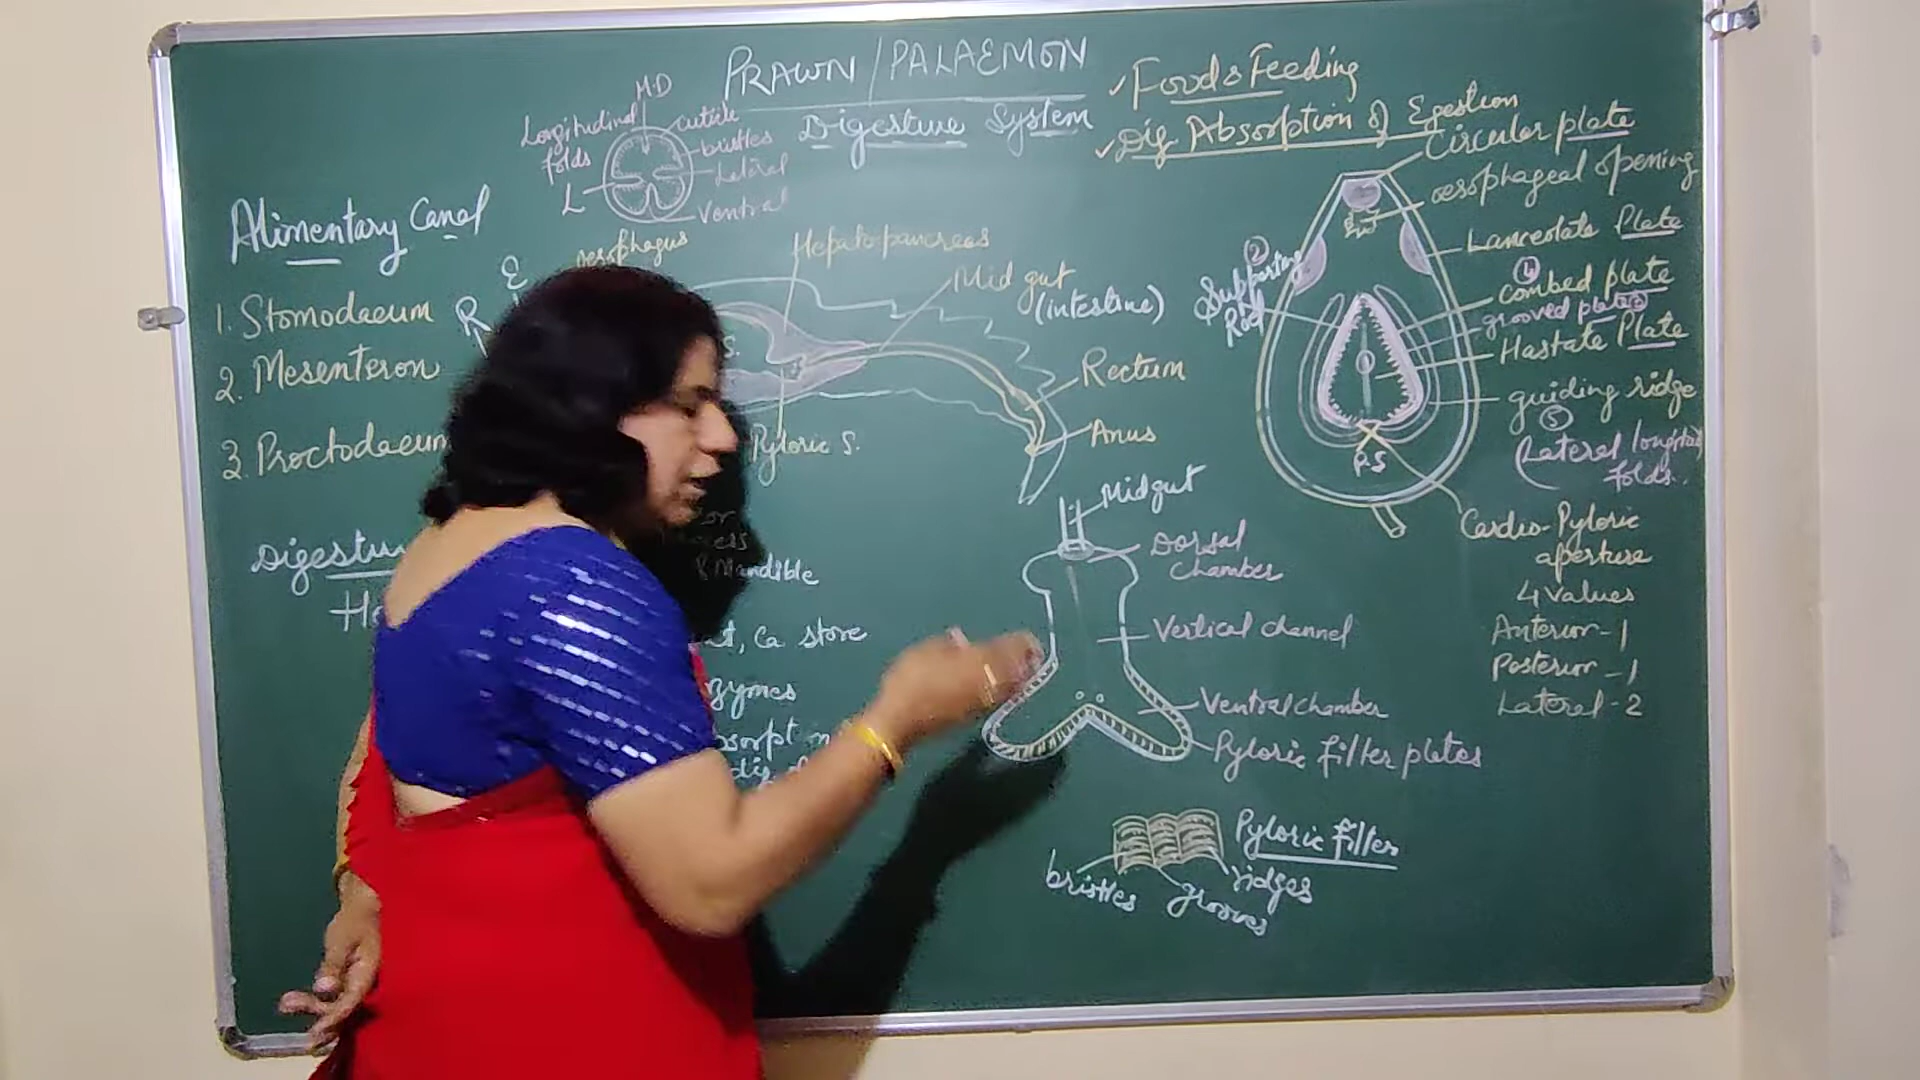 PRAWN / PALAEMON
Digestive System
✓ Food & Feeding
✓ Dig. Absorption & Egestion
M.D
Longitudinal
folds
cuticle
bristles
Lateral
L
Ventral
oesophagus
Alimentary Canal
1. Stomodaeum
2. Mesenteron
3. Proctodaeum
E
R
S.
Hepatopancreas
Mid gut
(intestine)
Rectum
Anus
Pyloric S.
& Mandible
Ca. store
Circular plate
oesophageal opening
Lanceolate Plate
④
combed plate
grooved plate
Hastate Plate
guiding ridge
⑤
(Lateral
folds..
②
Supporting
Rod
P.S
Cardio-Pyloric
aperture
4 Valves
Anterior - 1
Posterior - 1
Lateral - 2
Midgut
Dorsal
chamber
Vertical channel
Ventral chamber
Pyloric filter plates
Pyloric filter
bristles
grooves
ridges